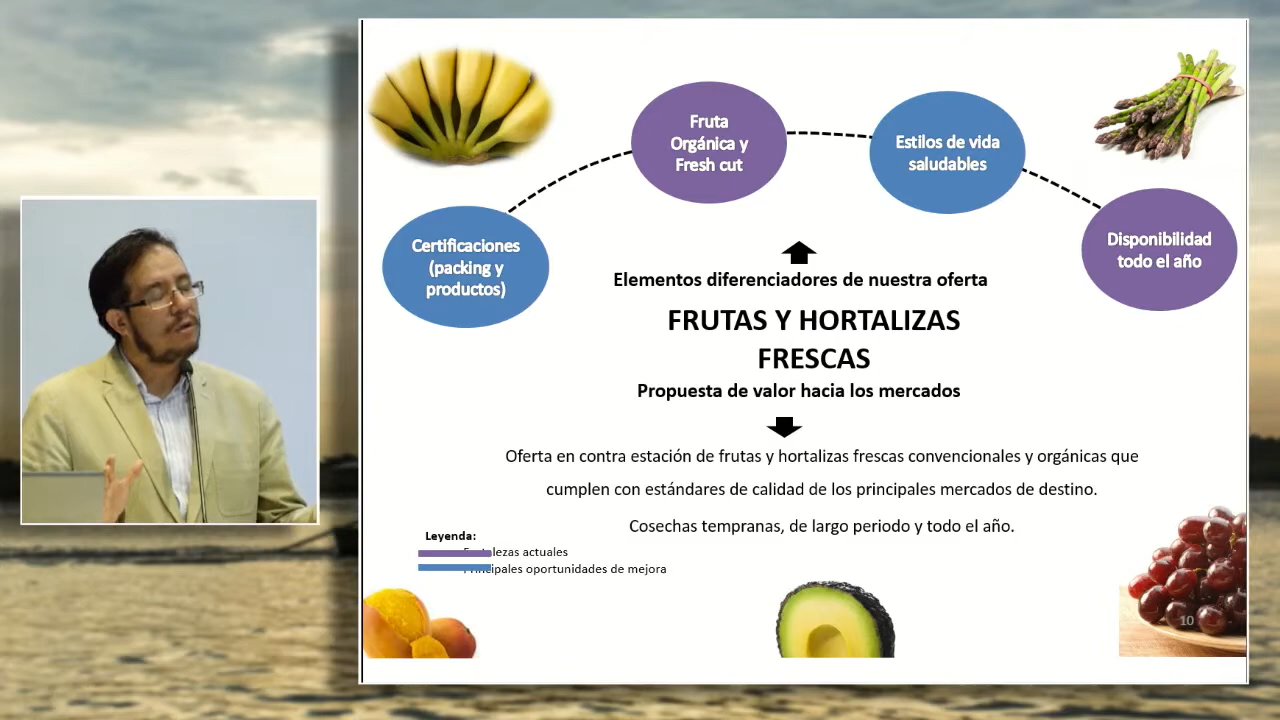 Fruta
Orgánica y
Fresh cut
Estilos de vida
saludables
Certificaciones
(packing y
productos)
Disponibilidad
todo el año
Elementos diferenciadores de nuestra oferta
FRUTAS Y HORTALIZAS
FRESCAS
Propuesta de valor hacia los mercados
Oferta en contra estación de frutas y hortalizas frescas convencionales y orgánicas que
cumplen con estándares de calidad de los principales mercados de destino.
Cosechas tempranas, de largo periodo y todo el año.
Leyenda:
Fortalezas actuales
Principales oportunidades de mejora
10